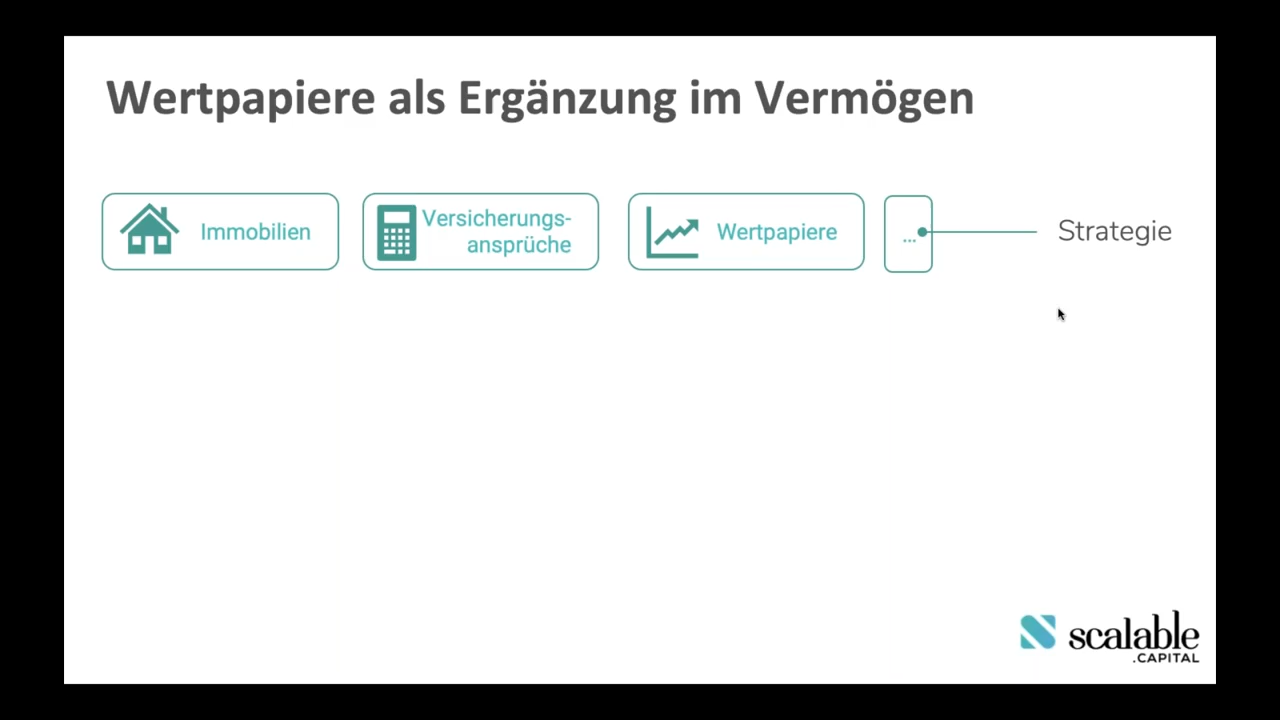 Wertpapiere als Ergänzung im Vermögen
Immobilien
Versicherungs-
ansprüche
Wertpapiere
...
Strategie
scalable
.CAPITAL